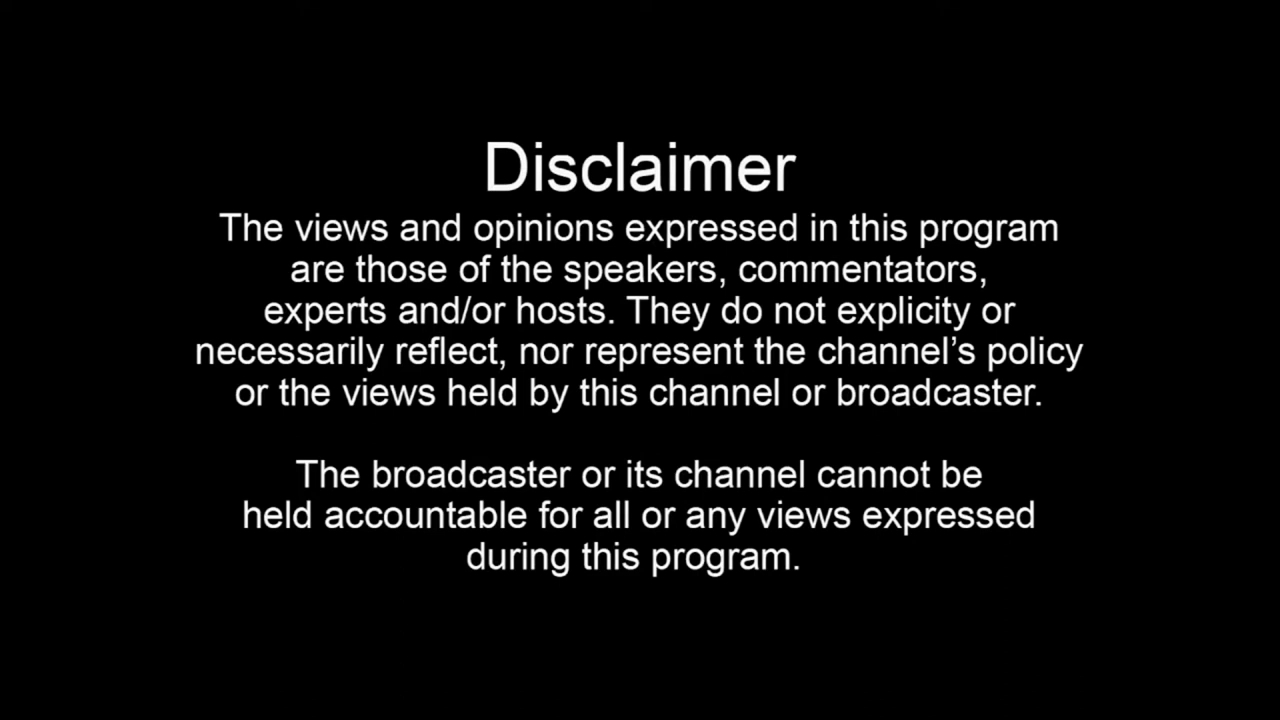 Disclaimer
The views and opinions expressed in this program
are those of the speakers, commentators,
experts and/or hosts. They do not explicity or
necessarily reflect, nor represent the channel’s policy
or the views held by this channel or broadcaster.
The broadcaster or its channel cannot be
held accountable for all or any views expressed
during this program.